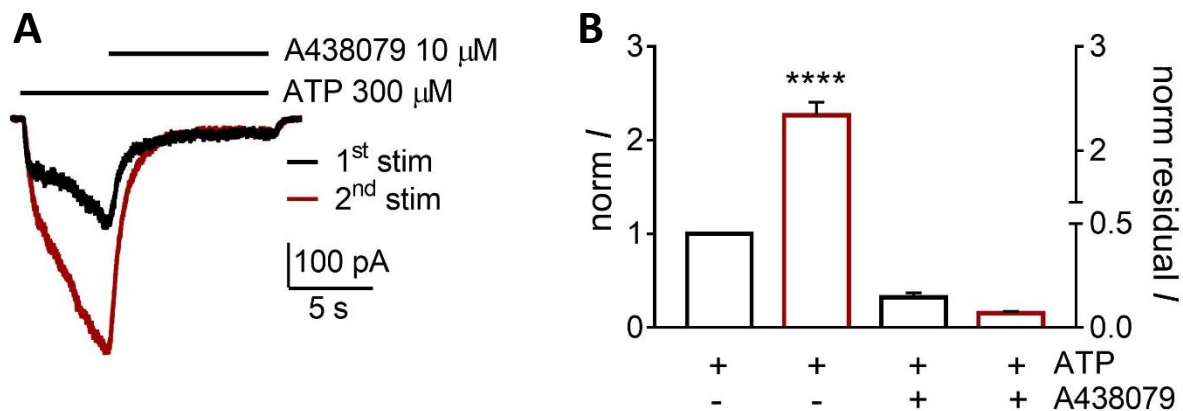 A
A438079 10 μM
ATP 300 μM
1st stim
2nd stim
100 pA
5 s
B
norm I
3
2
1
0
****
3
2
0.5
0.0
norm residual I
+ + + + ATP
- - + + A438079